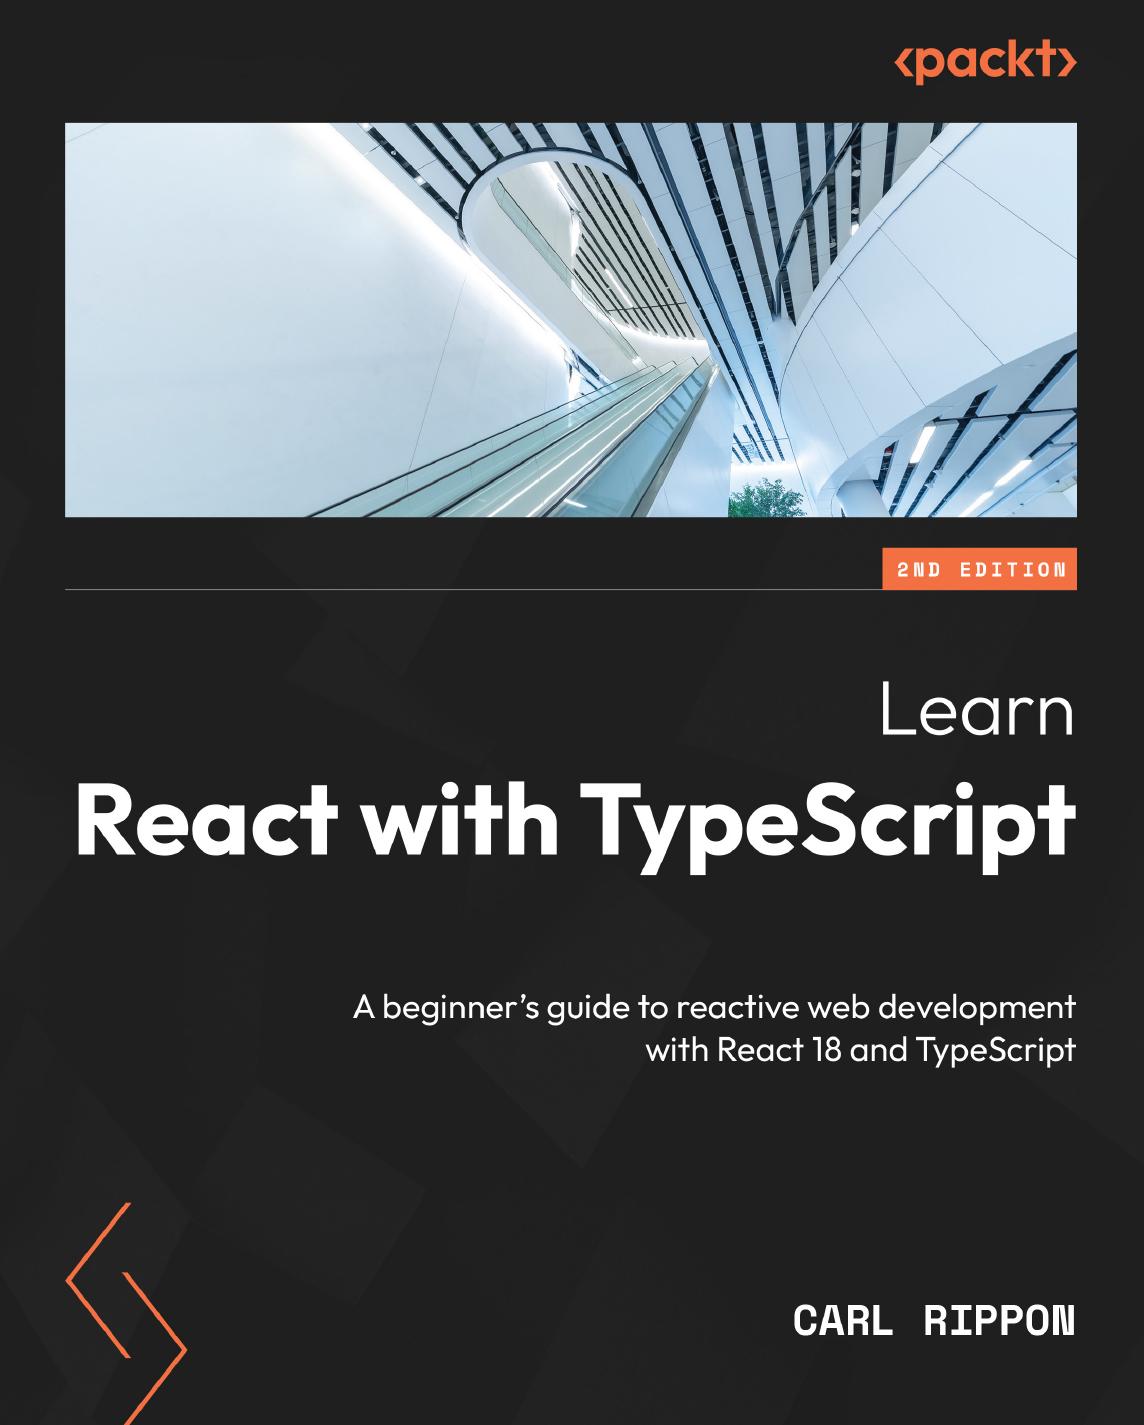 <packt>
2ND EDITION
Learn
React with TypeScript
A beginner’s guide to reactive web development
with React 18 and TypeScript
CARL RIPPON